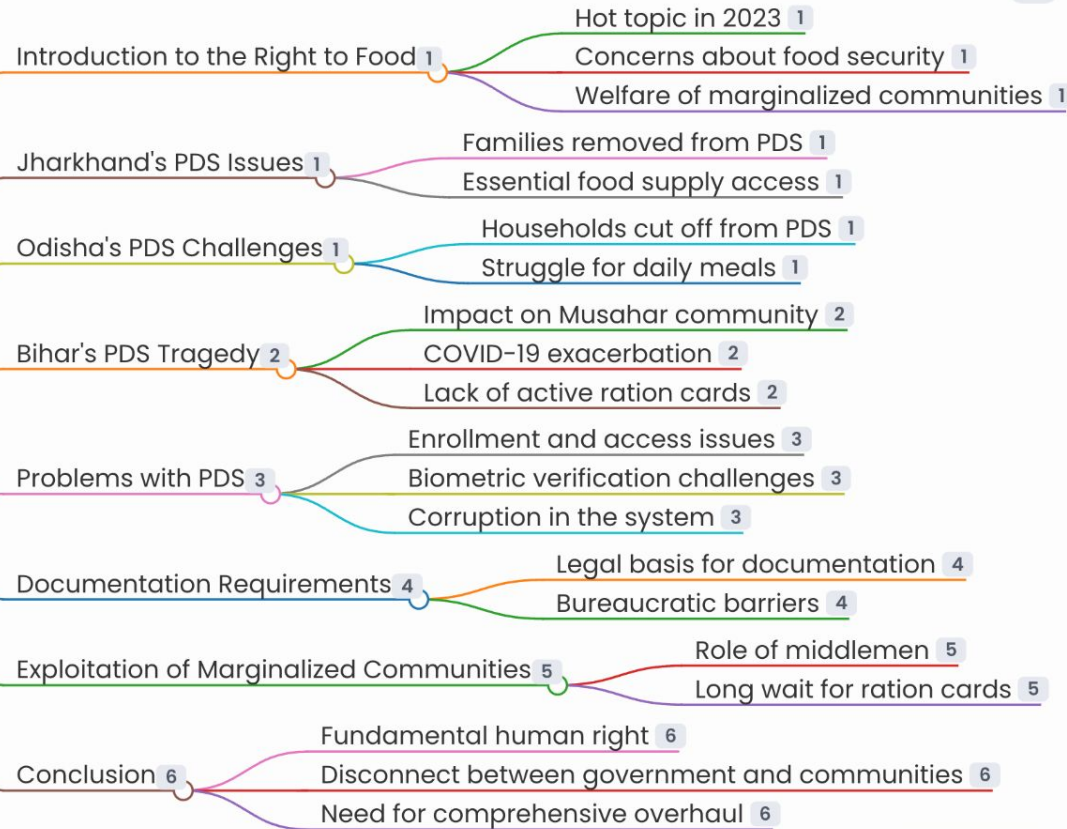 Introduction to the Right to Food 1
Hot topic in 2023 1
Concerns about food security 1
Welfare of marginalized communities 1
Jharkhand's PDS Issues 1
Families removed from PDS 1
Essential food supply access 1
Odisha's PDS Challenges 1
Households cut off from PDS 1
Struggle for daily meals 1
Bihar's PDS Tragedy 2
Impact on Musahar community 2
COVID-19 exacerbation 2
Lack of active ration cards 2
Problems with PDS 3
Enrollment and access issues 3
Biometric verification challenges 3
Corruption in the system 3
Documentation Requirements 4
Legal basis for documentation 4
Bureaucratic barriers 4
Exploitation of Marginalized Communities 5
Role of middlemen 5
Long wait for ration cards 5
Conclusion 6
Fundamental human right 6
Disconnect between government and communities 6
Need for comprehensive overhaul 6